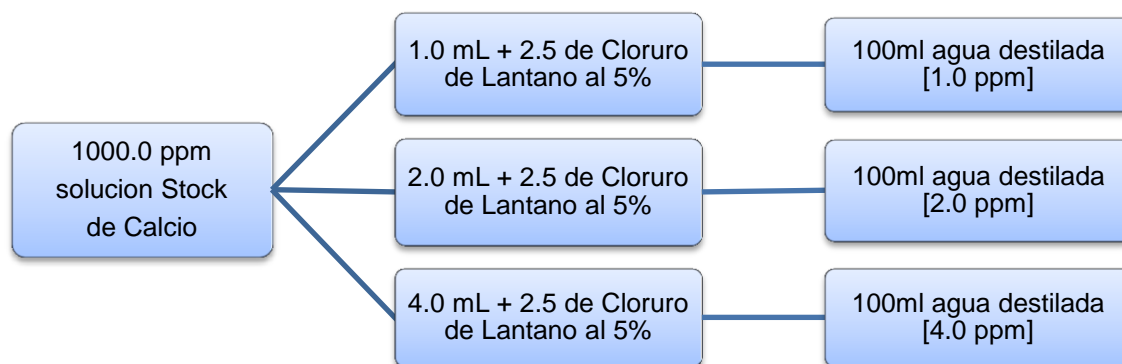 1000.0 ppm
solucion Stock
de Calcio
1.0 mL + 2.5 de Cloruro
de Lantano al 5%
100ml agua destilada
[1.0 ppm]
2.0 mL + 2.5 de Cloruro
de Lantano al 5%
100ml agua destilada
[2.0 ppm]
4.0 mL + 2.5 de Cloruro
de Lantano al 5%
100ml agua destilada
[4.0 ppm]